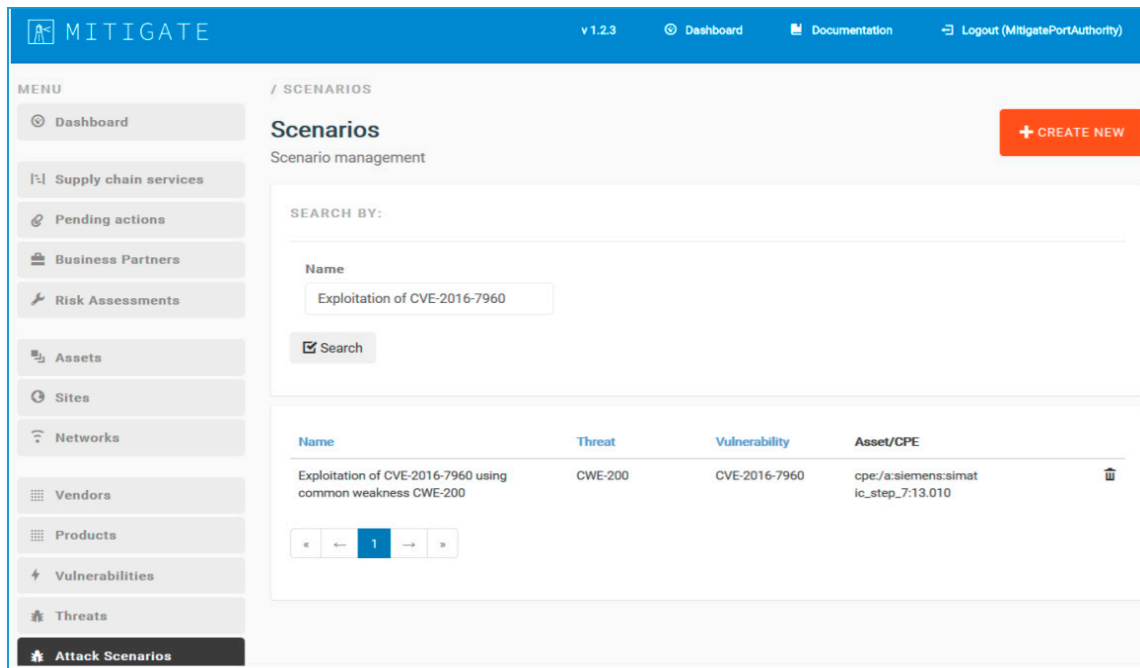 MITIGATE
v 1.2.3
Dashboard
Documentation
Logout (MitigatePortAuthority)
MENU
Dashboard
Supply chain services
Pending actions
Business Partners
Risk Assessments
Assets
Sites
Networks
Vendors
Products
Vulnerabilities
Threats
Attack Scenarios
/ SCENARIOS
Scenarios
Scenario management
+ CREATE NEW
SEARCH BY:
Name
Exploitation of CVE-2016-7960
Search
Name Threat Vulnerability Asset/CPE
Exploitation of CVE-2016-7960 using CWE-200 CVE-2016-7960 cpe:/a:siemens:simat
common weakness CWE-200 ic_step_7:13.010
« ← 1 → »